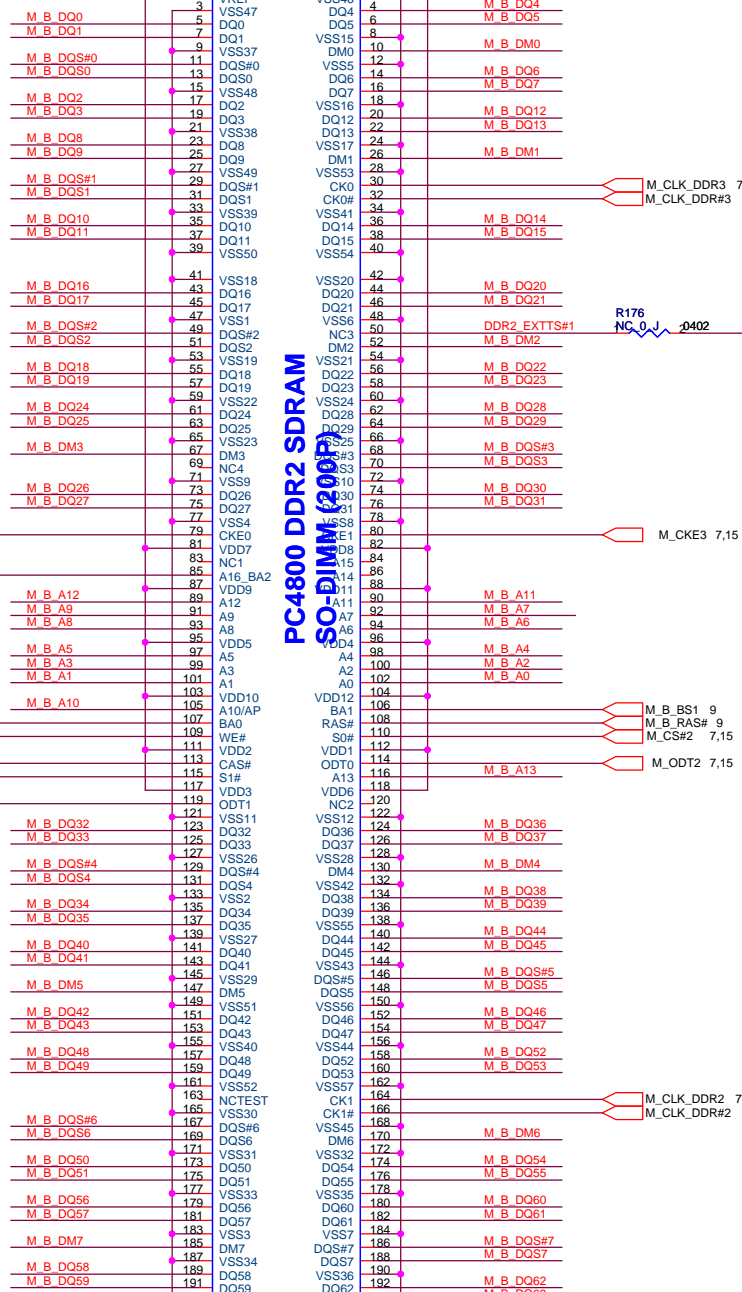 3 VSS47 DQ4 4 M_B_DQ4
M_B_DQ0 5 DQ0 DQ5 6 M_B_DQ5
M_B_DQ1 7 DQ1 VSS15 8
9 VSS37 DM0 10 M_B_DM0
M_B_DQS#0 11 DQS#0 VSS5 12
M_B_DQS0 13 DQS0 DQ6 14 M_B_DQ6
15 VSS48 DQ7 16 M_B_DQ7
M_B_DQ2 17 DQ2 VSS16 18
M_B_DQ3 19 DQ3 DQ12 20 M_B_DQ12
21 VSS38 DQ13 22 M_B_DQ13
M_B_DQ8 23 DQ8 VSS17 24
M_B_DQ9 25 DQ9 DM1 26 M_B_DM1
27 VSS49 VSS53 28
M_B_DQS#1 29 DQS#1 CK0 30 M_CLK_DDR3 7
M_B_DQS1 31 DQS1 CK0# 32 M_CLK_DDR#3
33 VSS39 VSS41 34
M_B_DQ10 35 DQ10 DQ14 36 M_B_DQ14
M_B_DQ11 37 DQ11 DQ15 38 M_B_DQ15
39 VSS50 VSS54 40
41 VSS18 VSS20 42
M_B_DQ16 43 DQ16 DQ20 44 M_B_DQ20
M_B_DQ17 45 DQ17 DQ21 46 M_B_DQ21
47 VSS1 VSS6 48
R176
M_B_DQS#2 49 DQS#2 NC3 50 DDR2_EXTTS#1 1 NC_0_J 2 0402
M_B_DQS2 51 DQS2 DM2 52 M_B_DM2
53 VSS19 VSS21 54
M_B_DQ18 55 DQ18 DQ22 56 M_B_DQ22
M_B_DQ19 57 DQ19 DQ23 58 M_B_DQ23
59 VSS22 VSS24 60
M_B_DQ24 61 DQ24 DQ28 62 M_B_DQ28
M_B_DQ25 63 DQ25 DQ29 64 M_B_DQ29
65 VSS23 VSS25 66
M_B_DM3 67 DM3 DQS#3 68 M_B_DQS#3
69 NC4 DQS3 70 M_B_DQS3
71 VSS9 VSS10 72
M_B_DQ26 73 DQ26 DQ30 74 M_B_DQ30
M_B_DQ27 75 DQ27 DQ31 76 M_B_DQ31
77 VSS4 VSS8 78
79 CKE0 CKE1 80 M_CKE3 7,15
81 VDD7 VDD8 82
83 NC1 A15 84
85 A16_BA2 A14 86
87 VDD9 VDD11 88
M_B_A12 89 A12 A11 90 M_B_A11
M_B_A9 91 A9 A7 92 M_B_A7
M_B_A8 93 A8 A6 94 M_B_A6
95 VDD5 VDD4 96
M_B_A5 97 A5 A4 98 M_B_A4
M_B_A3 99 A3 A2 100 M_B_A2
M_B_A1 101 A1 A0 102 M_B_A0
103 VDD10 VDD12 104
M_B_A10 105 A10/AP BA1 106 M_B_BS1 9
107 BA0 RAS# 108 M_B_RAS# 9
109 WE# S0# 110 M_CS#2 7,15
111 VDD2 VDD1 112
113 CAS# ODT0 114 M_ODT2 7,15
115 S1# A13 116 M_B_A13
117 VDD3 VDD6 118
119 ODT1 NC2 120
121 VSS11 VSS12 122
M_B_DQ32 123 DQ32 DQ36 124 M_B_DQ36
M_B_DQ33 125 DQ33 DQ37 126 M_B_DQ37
127 VSS26 VSS28 128
M_B_DQS#4 129 DQS#4 DM4 130 M_B_DM4
M_B_DQS4 131 DQS4 VSS42 132
133 VSS2 DQ38 134 M_B_DQ38
M_B_DQ34 135 DQ34 DQ39 136 M_B_DQ39
M_B_DQ35 137 DQ35 VSS55 138
139 VSS27 DQ44 140 M_B_DQ44
M_B_DQ40 141 DQ40 DQ45 142 M_B_DQ45
M_B_DQ41 143 DQ41 VSS43 144
145 VSS29 DQS#5 146 M_B_DQS#5
M_B_DM5 147 DM5 DQS5 148 M_B_DQS5
149 VSS51 VSS56 150
M_B_DQ42 151 DQ42 DQ46 152 M_B_DQ46
M_B_DQ43 153 DQ43 DQ47 154 M_B_DQ47
155 VSS40 VSS44 156
M_B_DQ48 157 DQ48 DQ52 158 M_B_DQ52
M_B_DQ49 159 DQ49 DQ53 160 M_B_DQ53
161 VSS52 VSS57 162
163 NCTEST CK1 164 M_CLK_DDR2 7
165 VSS30 CK1# 166 M_CLK_DDR#2
M_B_DQS#6 167 DQS#6 VSS45 168
M_B_DQS6 169 DQS6 DM6 170 M_B_DM6
171 VSS31 VSS32 172
M_B_DQ50 173 DQ50 DQ54 174 M_B_DQ54
M_B_DQ51 175 DQ51 DQ55 176 M_B_DQ55
177 VSS33 VSS35 178
M_B_DQ56 179 DQ56 DQ60 180 M_B_DQ60
M_B_DQ57 181 DQ57 DQ61 182 M_B_DQ61
183 VSS3 VSS7 184
M_B_DM7 185 DM7 DQS#7 186 M_B_DQS#7
187 VSS34 DQS7 188 M_B_DQS7
M_B_DQ58 189 DQ58 VSS36 190
M_B_DQ59 191 DQ59 DQ62 192 M_B_DQ62
PC4800 DDR2 SDRAM
SO-DIMM (200P)